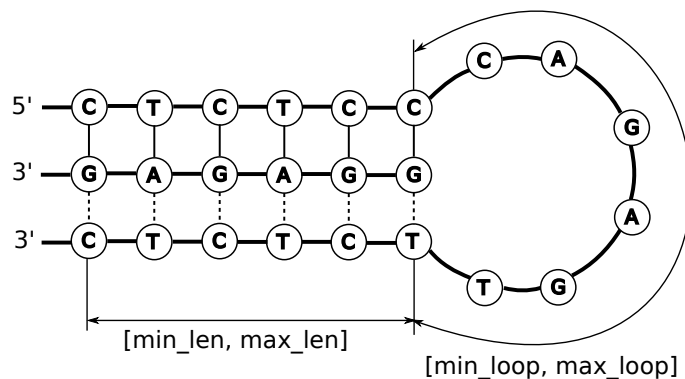 C A
5' C T C T C C
G
3' G A G A G G
A
3' C T C T C T
T G
[min_len, max_len]
[min_loop, max_loop]